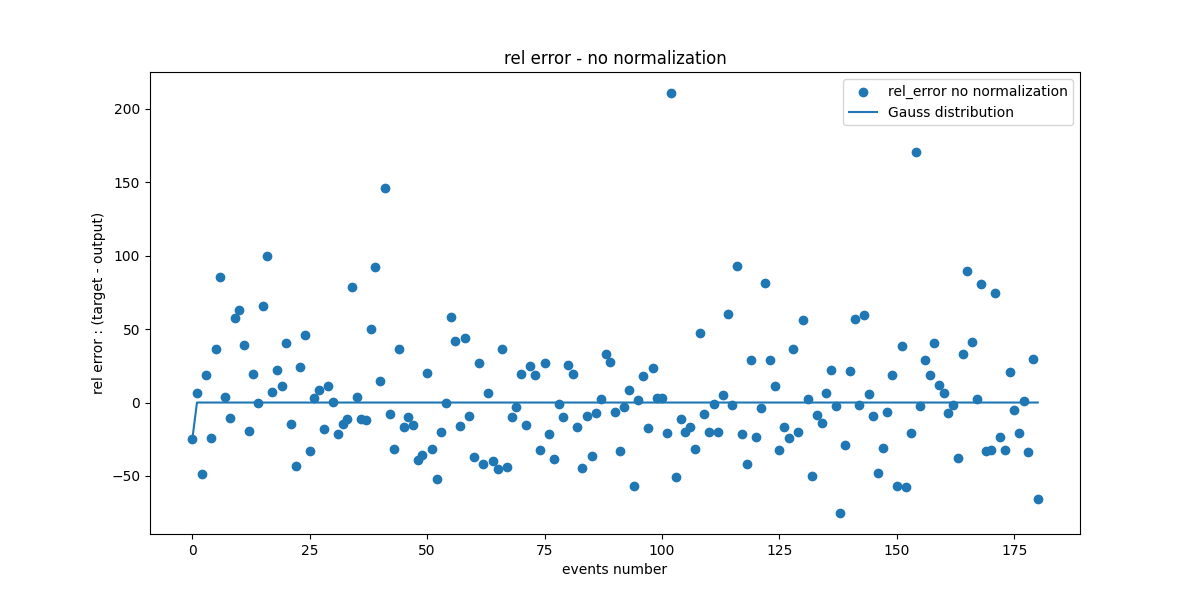 rel error - no normalization
rel_error no normalization
Gauss distribution
rel error : (target - output)
200
150
100
50
0
−50
0 25 50 75 100 125 150 175
events number